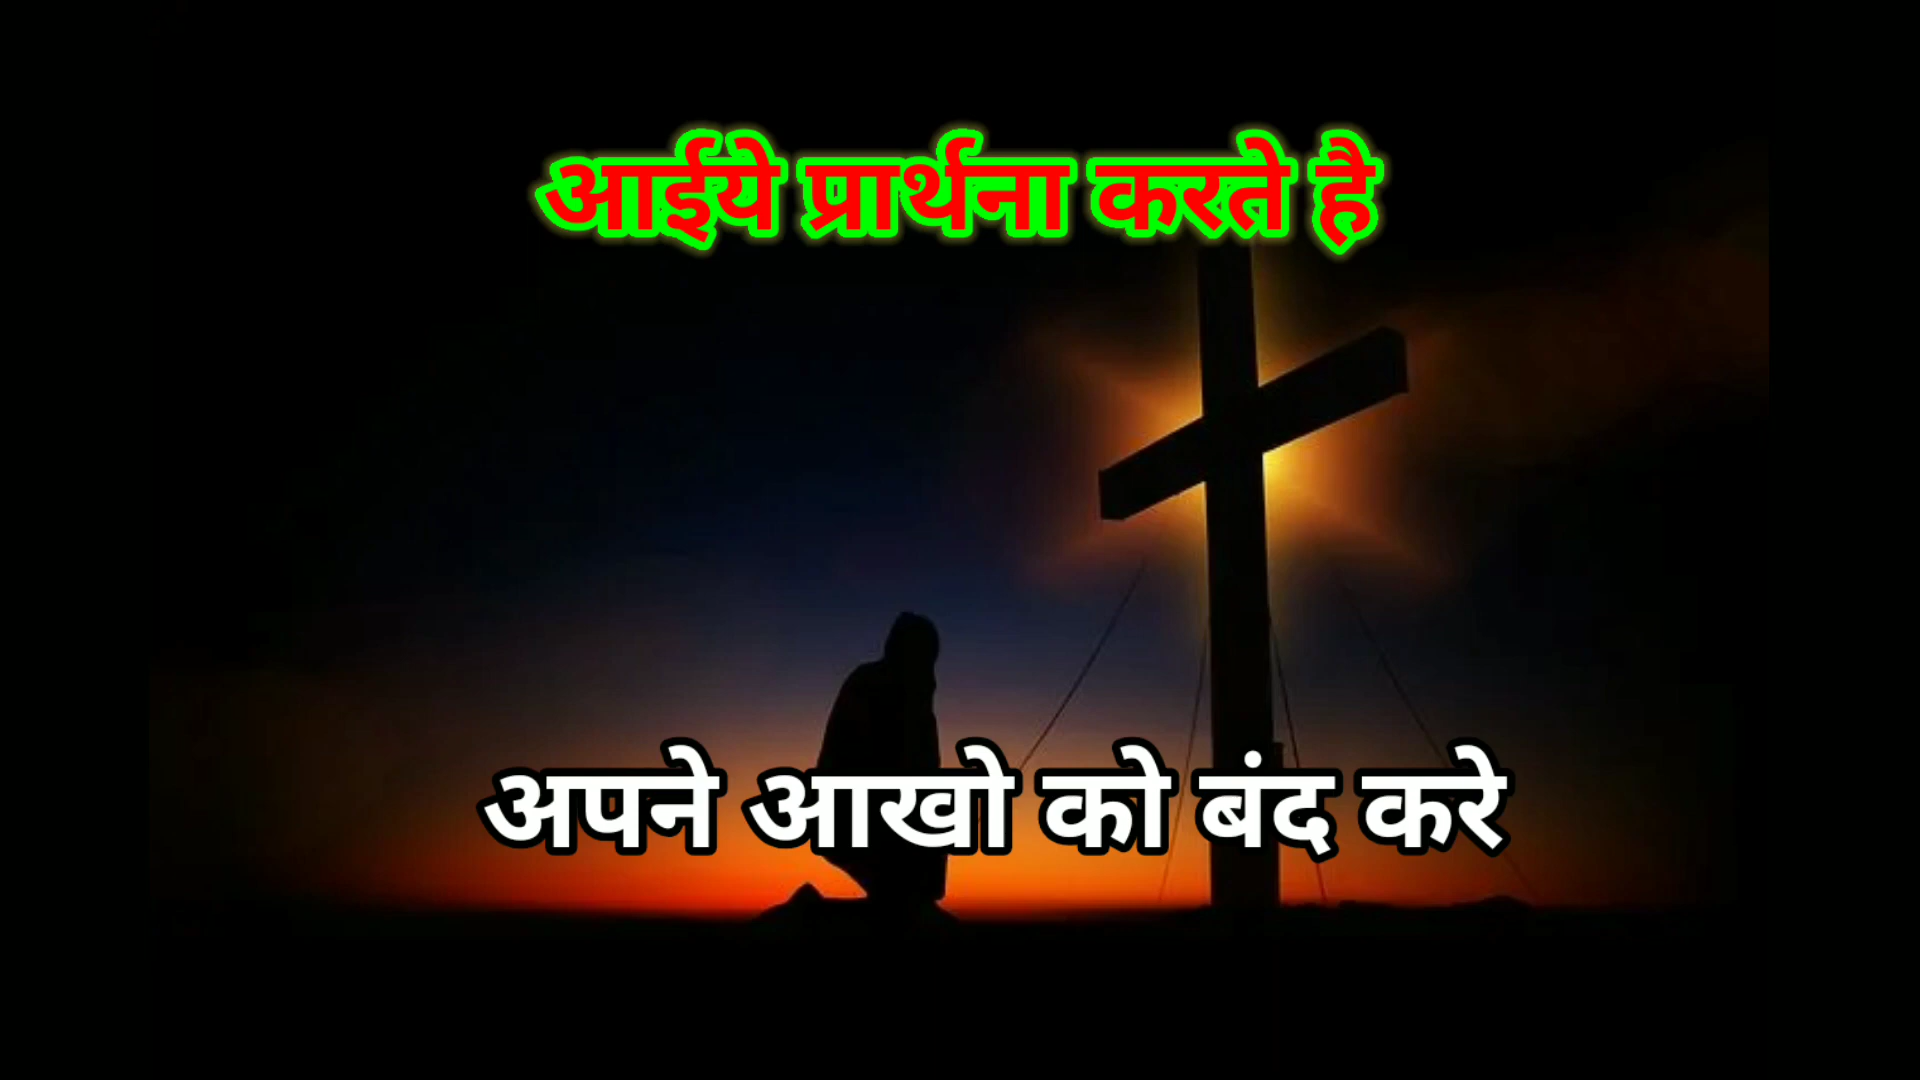 आईये प्रार्थना करते है
अपने आखो को बंद करे